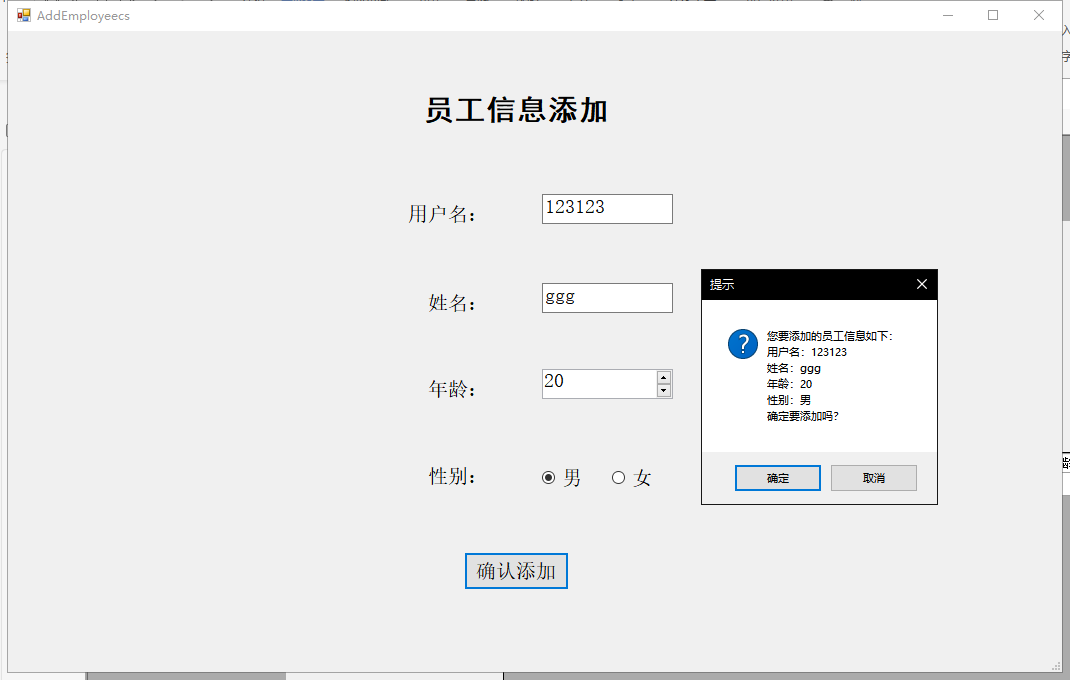 AddEmployeecs
员工信息添加
用户名：
123123
姓名：
ggg
年龄：
20
性别：
男
女
确认添加
提示
您要添加的员工信息如下：
用户名：123123
姓名：ggg
年龄：20
性别：男
确定要添加吗？
确定
取消